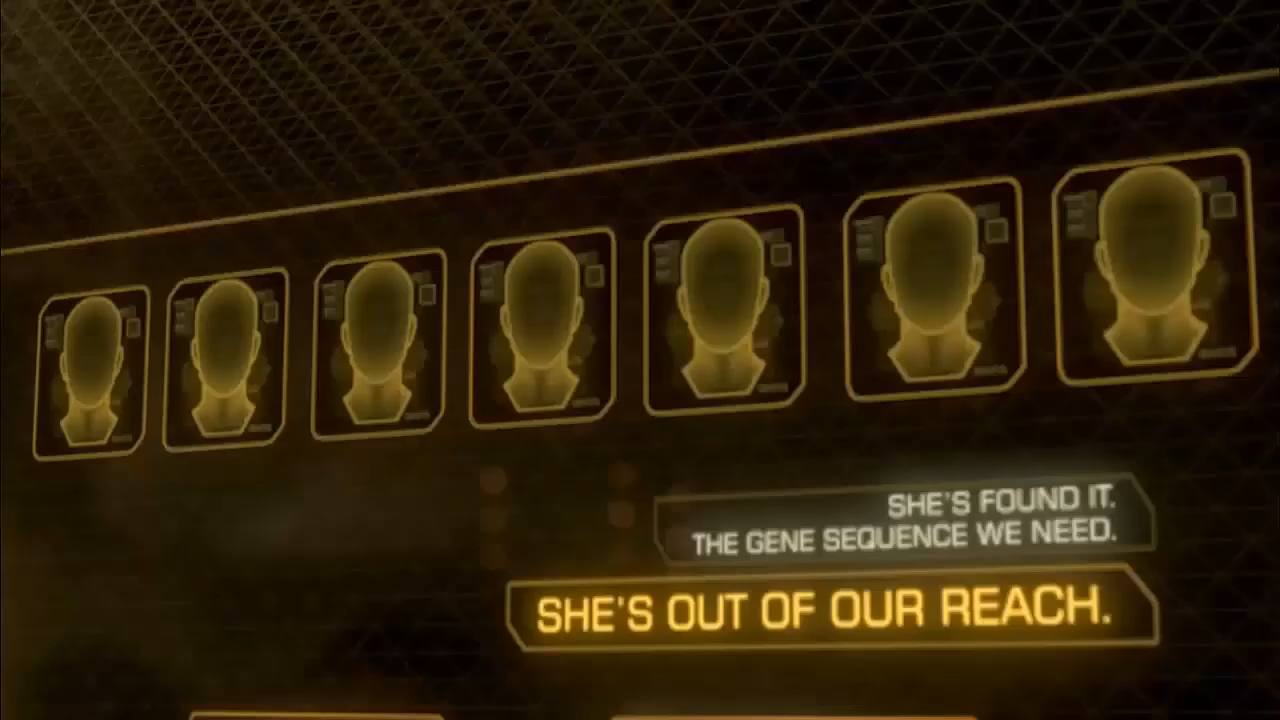 SHE'S FOUND IT.
THE GENE SEQUENCE WE NEED.
SHE'S OUT OF OUR REACH.